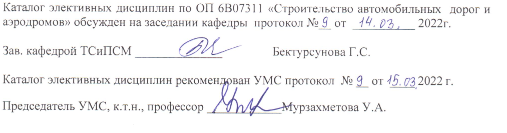 Каталог элективных дисциплин по ОП 6В07311 «Строительство автомобильных дорог и
аэродромов» обсужден на заседании кафедры протокол № 9 от 14.03, 2022г.
Зав. кафедрой ТСиПСМ Бектурсунова Г.С.
Каталог элективных дисциплин рекомендован УМС протокол № 9 от 15.03 2022 г.
Председатель УМС, к.т.н., профессор Мурзахметова У.А.